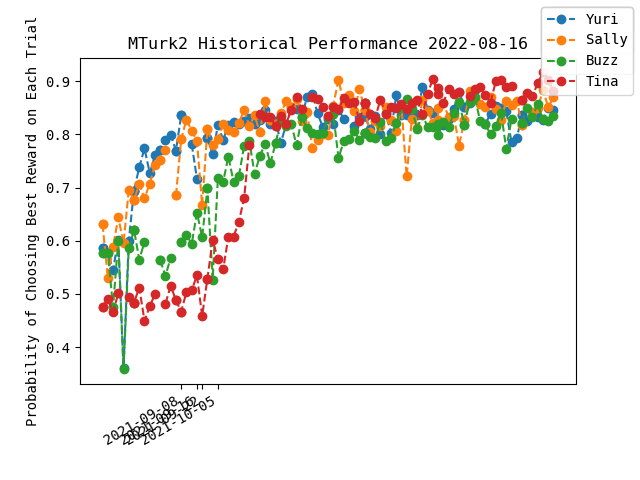 MTurk2 Historical Performance 2022-08-16
Yuri
Sally
Buzz
Tina
Probability of Choosing Best Reward on Each Trial
0.9
0.8
0.7
0.6
0.5
0.4
2021-09-08
2021-10-05